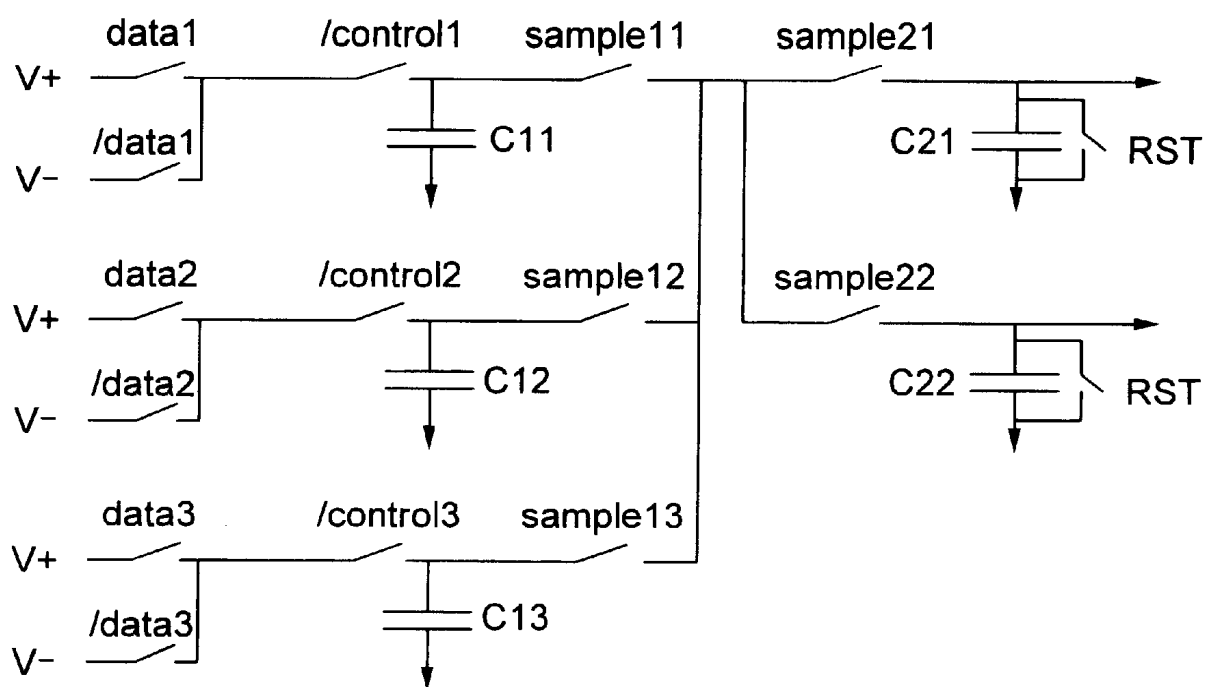 data1 /control1 sample11 sample21
V+
/data1 C11 C21 RST
V−
data2 /control2 sample12 sample22
V+
/data2 C12 C22 RST
V−
data3 /control3 sample13
V+
/data3 C13
V−